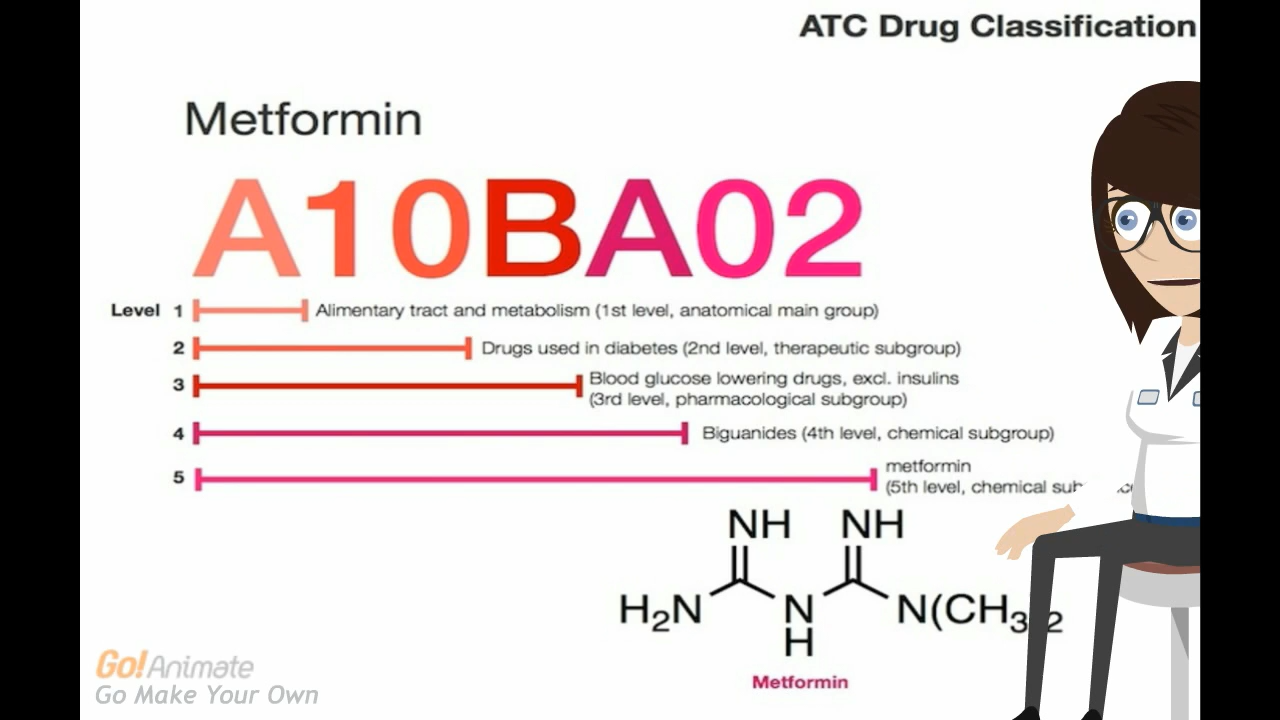 ATC Drug Classification
Metformin
A10BA02
Level 1 Alimentary tract and metabolism (1st level, anatomical main group)
2 Drugs used in diabetes (2nd level, therapeutic subgroup)
3 Blood glucose lowering drugs, excl. insulins
(3rd level, pharmacological subgroup)
4 Biguanides (4th level, chemical subgroup)
5 metformin
(5th level, chemical
NH NH
H₂N N N(CH₃)₂
H
Metformin
Go!Animate
Go Make Your Own